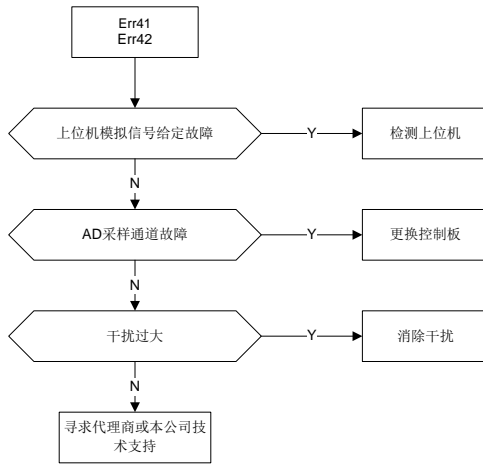 Err41
Err42
上位机模拟信号给定故障
Y
检测上位机
N
AD采样通道故障
Y
更换控制板
N
干扰过大
Y
消除干扰
N
寻求代理商或本公司技
术支持